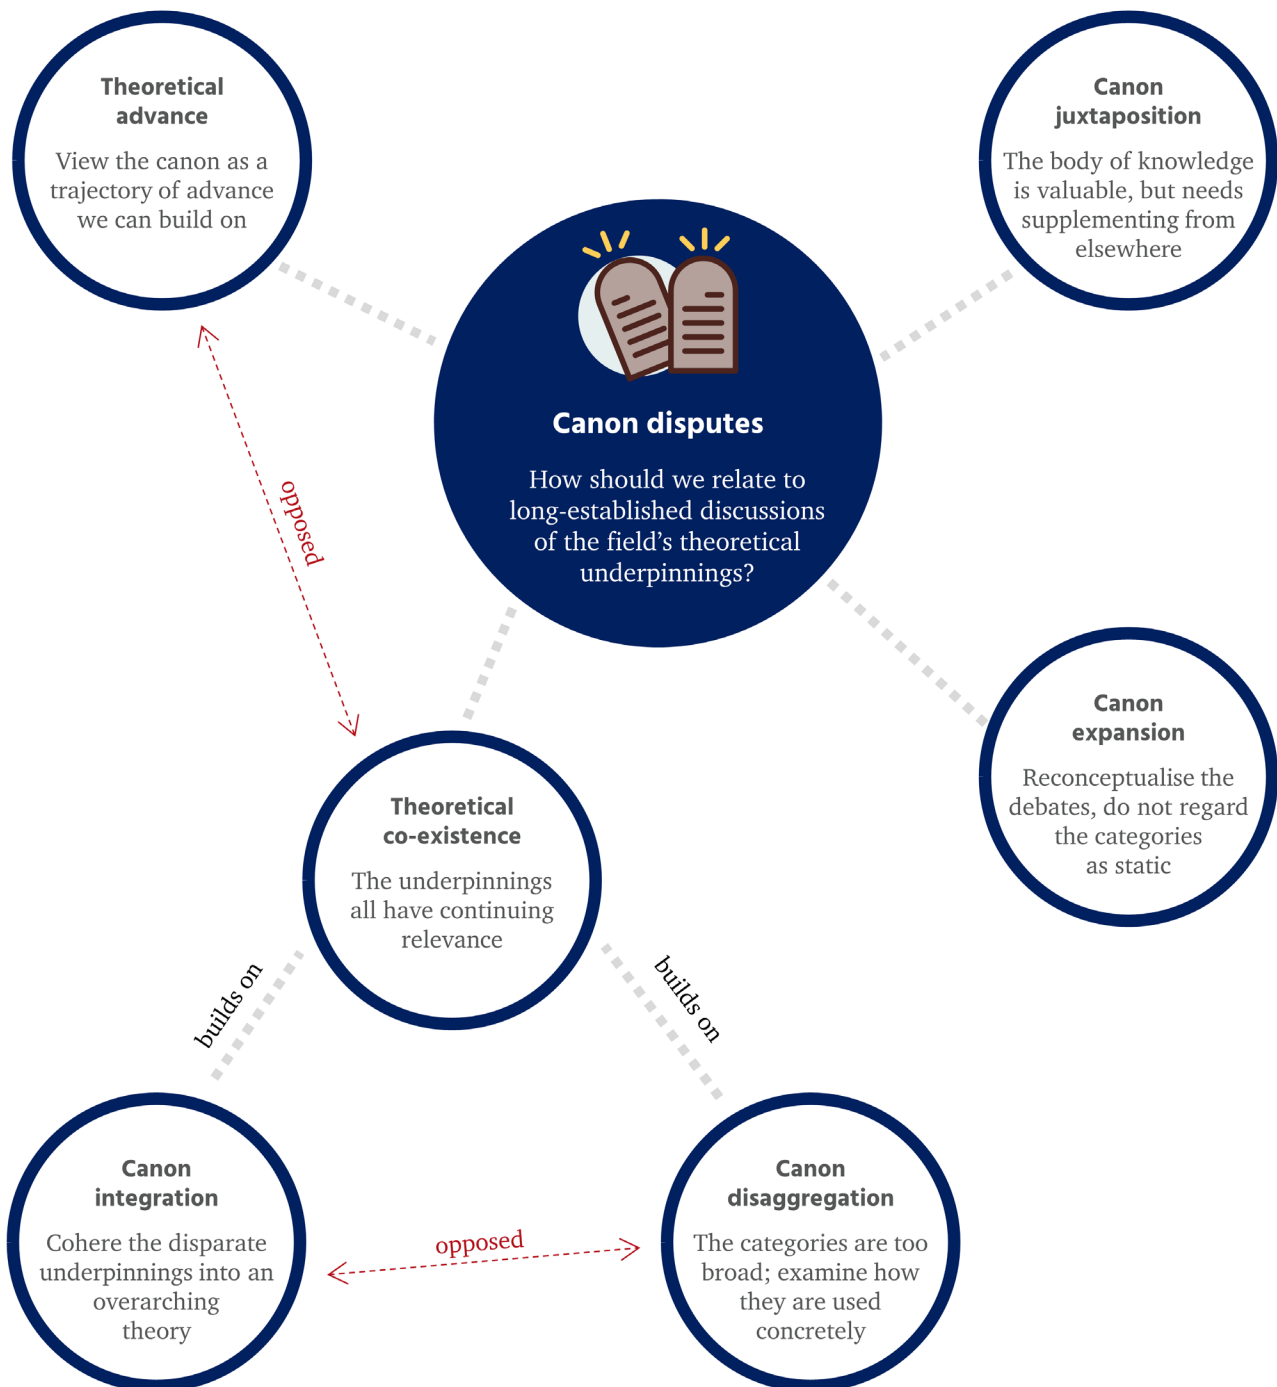 Theoretical
advance
View the canon as a
trajectory of advance
we can build on
Canon
juxtaposition
The body of knowledge
is valuable, but needs
supplementing from
elsewhere
Canon disputes
How should we relate to
long-established discussions
of the field’s theoretical
underpinnings?
opposed
Canon
expansion
Reconceptualise the
debates, do not regard
the categories
as static
Theoretical
co-existence
The underpinnings
all have continuing
relevance
builds on
builds on
Canon
integration
Cohere the disparate
underpinnings into an
overarching
theory
opposed
Canon
disaggregation
The categories are too
broad; examine how
they are used
concretely